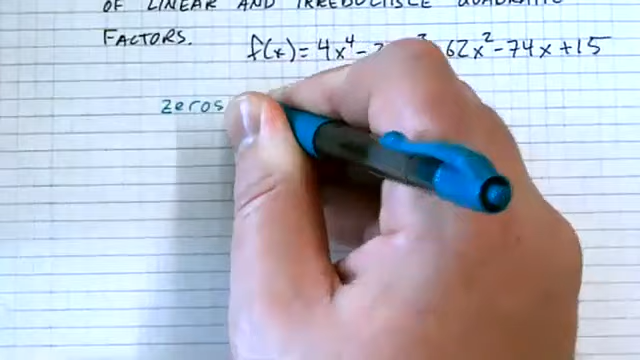 OF LINEAR AND IRREDUCIBLE QUADRATIC
FACTORS. f(x) = 4x⁴ - 62x² - 74x + 15
zeros